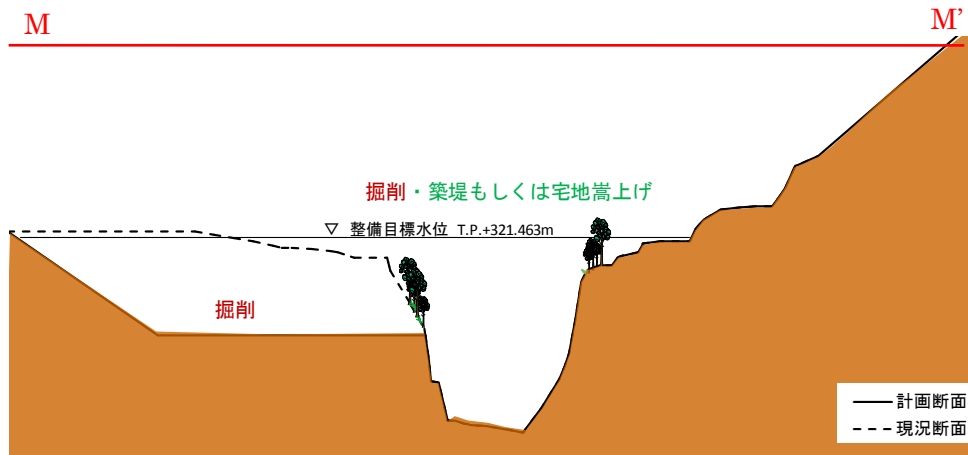 M
M’
掘削・築堤もしくは宅地嵩上げ
▽ 整備目標水位 T.P.+321.463m
掘削
計画断面
現況断面